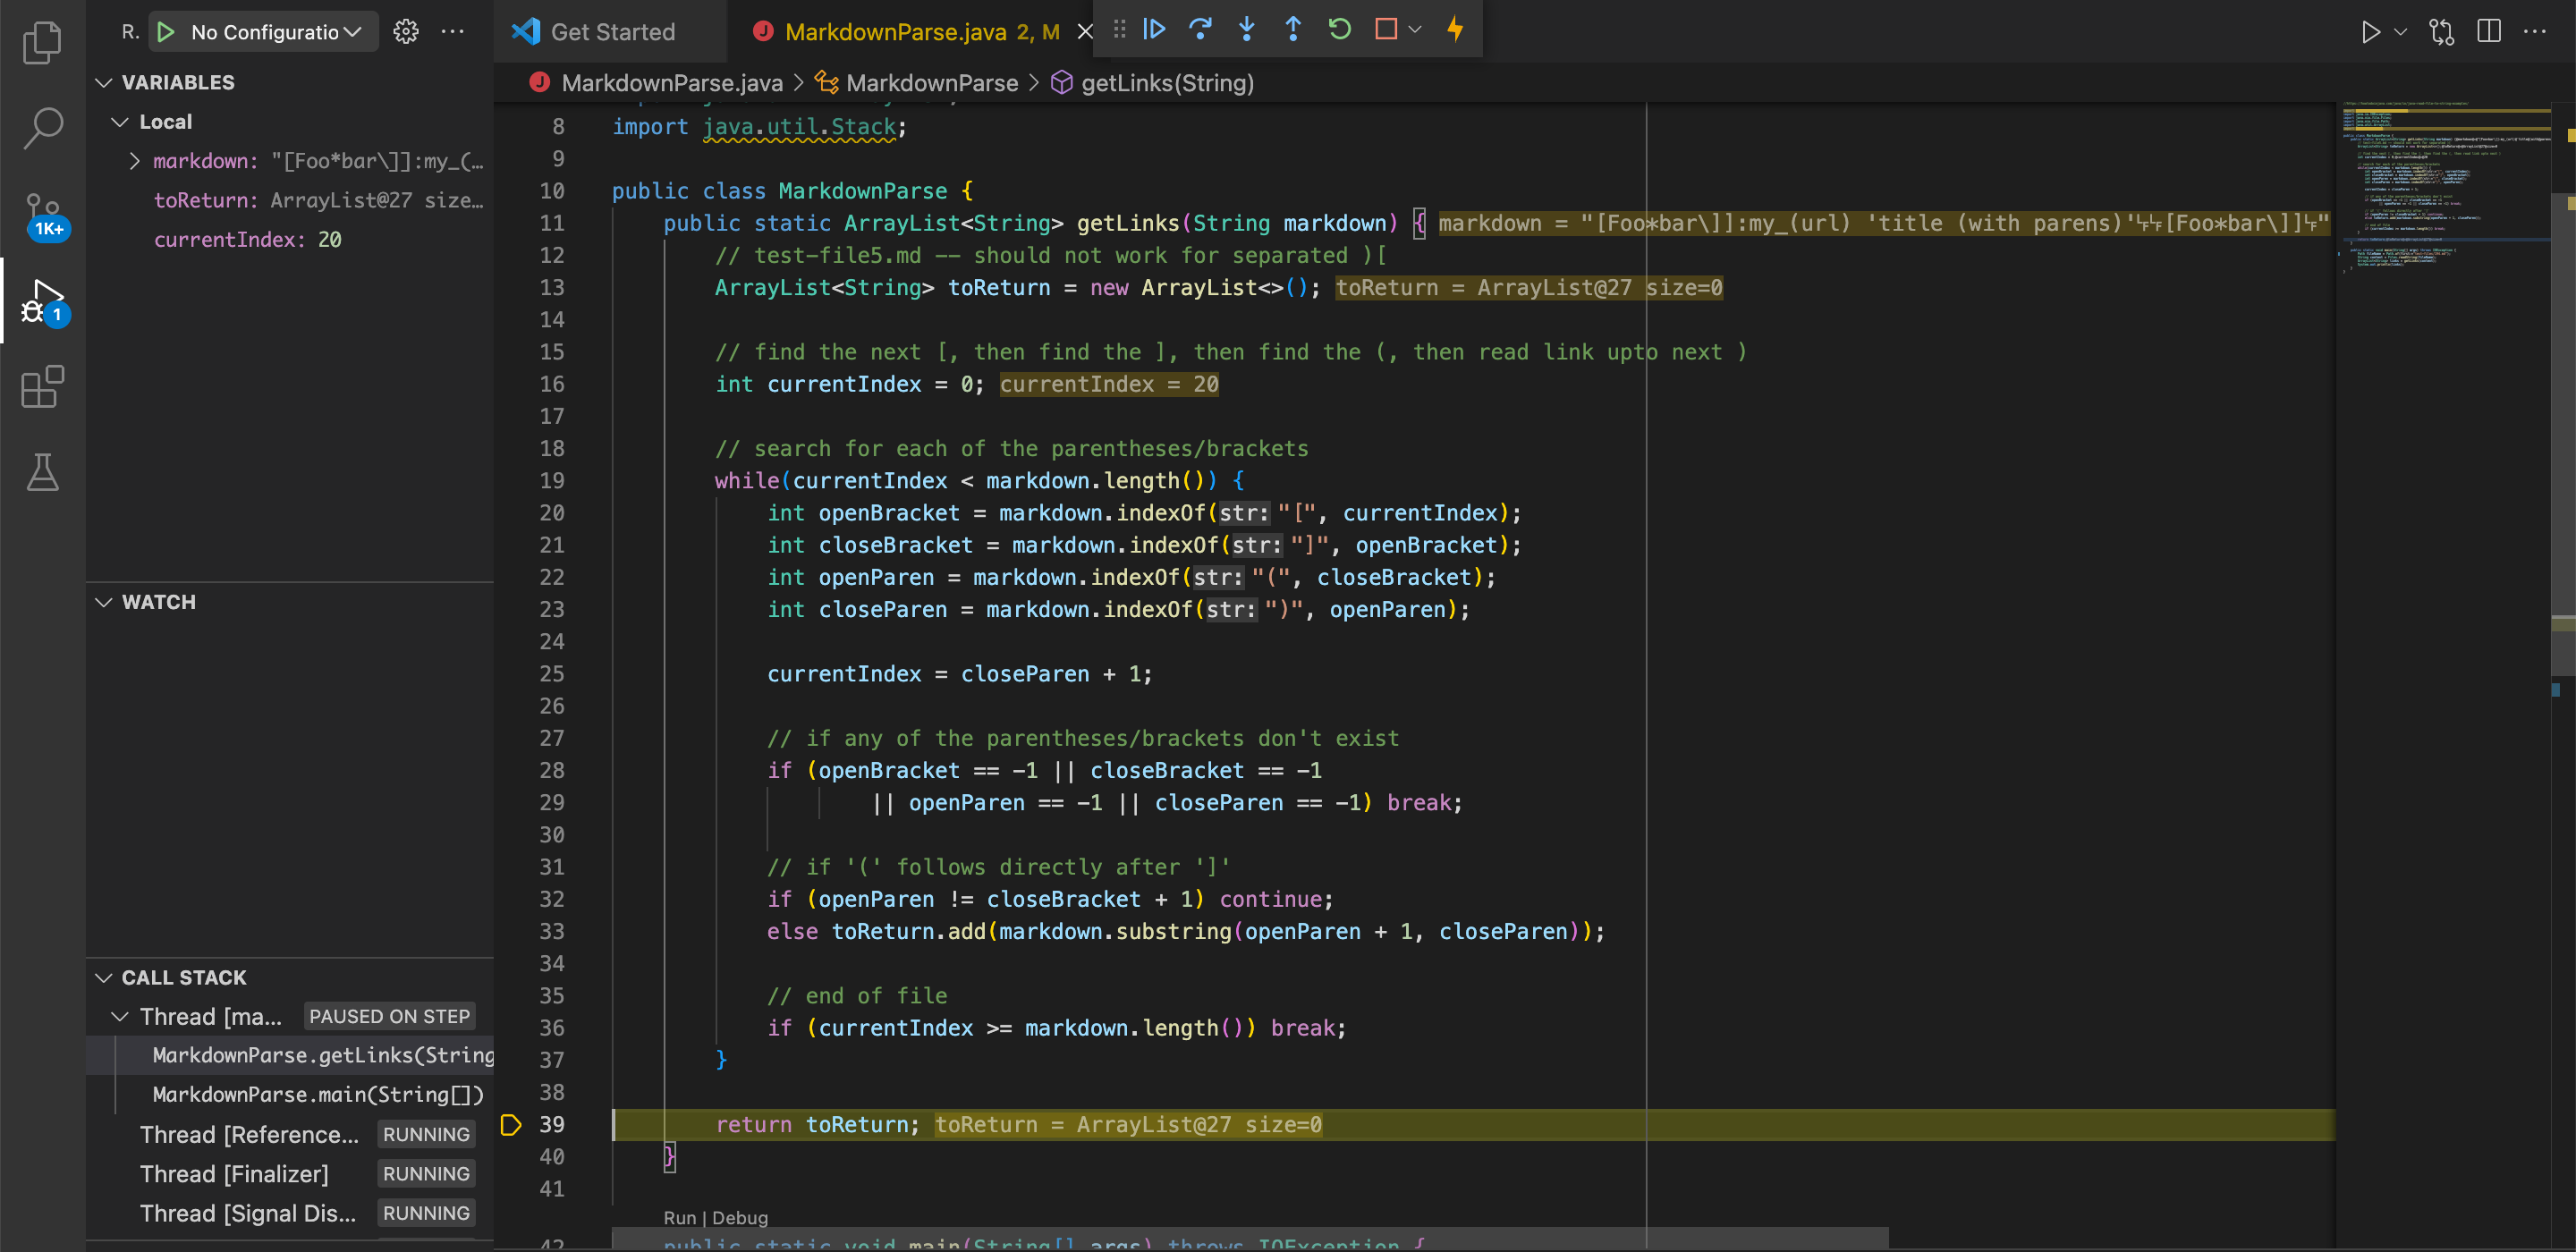 R. No Configuratio
Get Started
MarkdownParse.java 2, M
VARIABLES
Local
markdown: "[Foo*bar\]]:my_(…
toReturn: ArrayList@27 size…
currentIndex: 20
1K+
1
WATCH
CALL STACK
Thread [ma... PAUSED ON STEP
MarkdownParse.getLinks(String
MarkdownParse.main(String[])
Thread [Reference... RUNNING
Thread [Finalizer] RUNNING
Thread [Signal Dis... RUNNING
MarkdownParse.java > MarkdownParse > getLinks(String)
8 import java.util.Stack;
9
10 public class MarkdownParse {
11 public static ArrayList<String> getLinks(String markdown) { markdown = "[Foo*bar\]]:my_(url) 'title (with parens)'␤␤[Foo*bar\]]␤"
12 // test-file5.md -- should not work for separated )[
13 ArrayList<String> toReturn = new ArrayList<>(); toReturn = ArrayList@27 size=0
14
15 // find the next [, then find the ], then find the (, then read link upto next )
16 int currentIndex = 0; currentIndex = 20
17
18 // search for each of the parentheses/brackets
19 while(currentIndex < markdown.length()) {
20 int openBracket = markdown.indexOf(str: "[", currentIndex);
21 int closeBracket = markdown.indexOf(str: "]", openBracket);
22 int openParen = markdown.indexOf(str: "(", closeBracket);
23 int closeParen = markdown.indexOf(str: ")", openParen);
24
25 currentIndex = closeParen + 1;
26
27 // if any of the parentheses/brackets don't exist
28 if (openBracket == -1 || closeBracket == -1
29 || openParen == -1 || closeParen == -1) break;
30
31 // if '(' follows directly after ']'
32 if (openParen != closeBracket + 1) continue;
33 else toReturn.add(markdown.substring(openParen + 1, closeParen));
34
35 // end of file
36 if (currentIndex >= markdown.length()) break;
37 }
38
39 return toReturn; toReturn = ArrayList@27 size=0
40 }
41
Run | Debug
42 public static void main(String[] args) throws IOException {